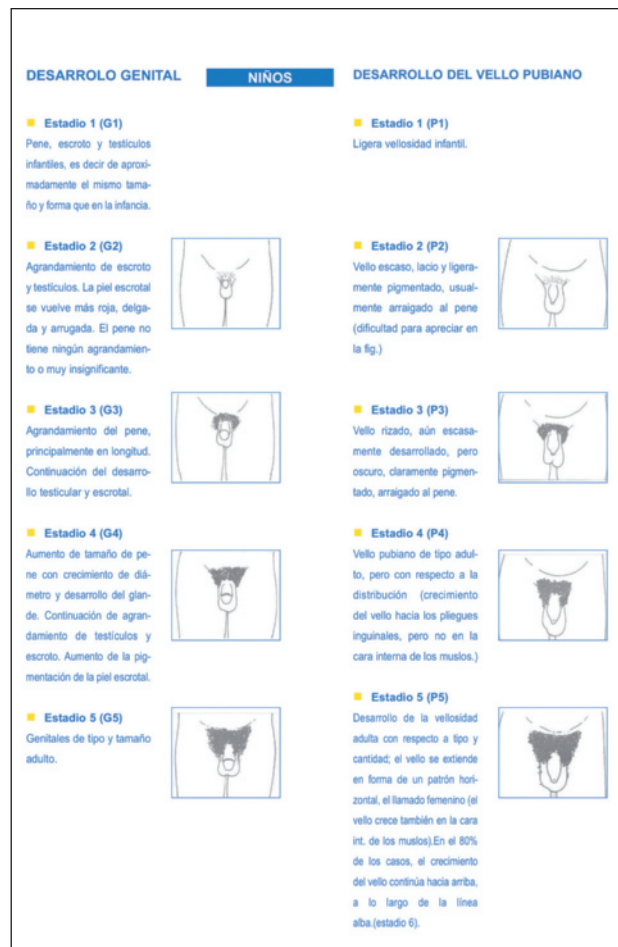 DESARROLO GENITAL
NIÑOS
DESARROLLO DEL VELLO PUBIANO
Estadio 1 (G1)
Pene, escroto y testículos
infantiles, es decir de aproxi-
madamente el mismo tama-
ño y forma que en la infancia.
Estadio 2 (G2)
Agrandamiento de escroto
y testículos. La piel escrotal
se vuelve más roja, delga-
da y arrugada. El pene no
tiene ningún agrandamien-
to o muy insignificante.
Estadio 3 (G3)
Agrandamiento del pene,
principalmente en longitud.
Continuación del desarro-
llo testicular y escrotal.
Estadio 4 (G4)
Aumento de tamaño de pe-
ne con crecimiento de diá-
metro y desarrollo del glan-
de. Continuación de agran-
damiento de testículos y
escroto. Aumento de la pig-
mentación de la piel escrotal.
Estadio 5 (G5)
Genitales de tipo y tamaño
adulto.
Estadio 1 (P1)
Ligera vellosidad infantil.
Estadio 2 (P2)
Vello escaso, lacio y ligera-
mente pigmentado, usual-
mente arraigado al pene
(dificultad para apreciar en
la fig.)
Estadio 3 (P3)
Vello rizado, aún escasa-
mente desarrollado, pero
oscuro, claramente pigmen-
tado, arraigado al pene.
Estadio 4 (P4)
Vello pubiano de tipo adul-
to, pero con respecto a la
distribución (crecimiento
del vello hacia los pliegues
inguinales, pero no en la
cara interna de los muslos.)
Estadio 5 (P5)
Desarrollo de la vellosidad
adulta con respecto a tipo y
cantidad; el vello se extiende
en forma de un patrón hori-
zontal, el llamado femenino (el
vello crece también en la cara
int. de los muslos).En el 80%
de los casos, el crecimiento
del vello continúa hacia arriba,
a lo largo de la línea
alba.(estadio 6).